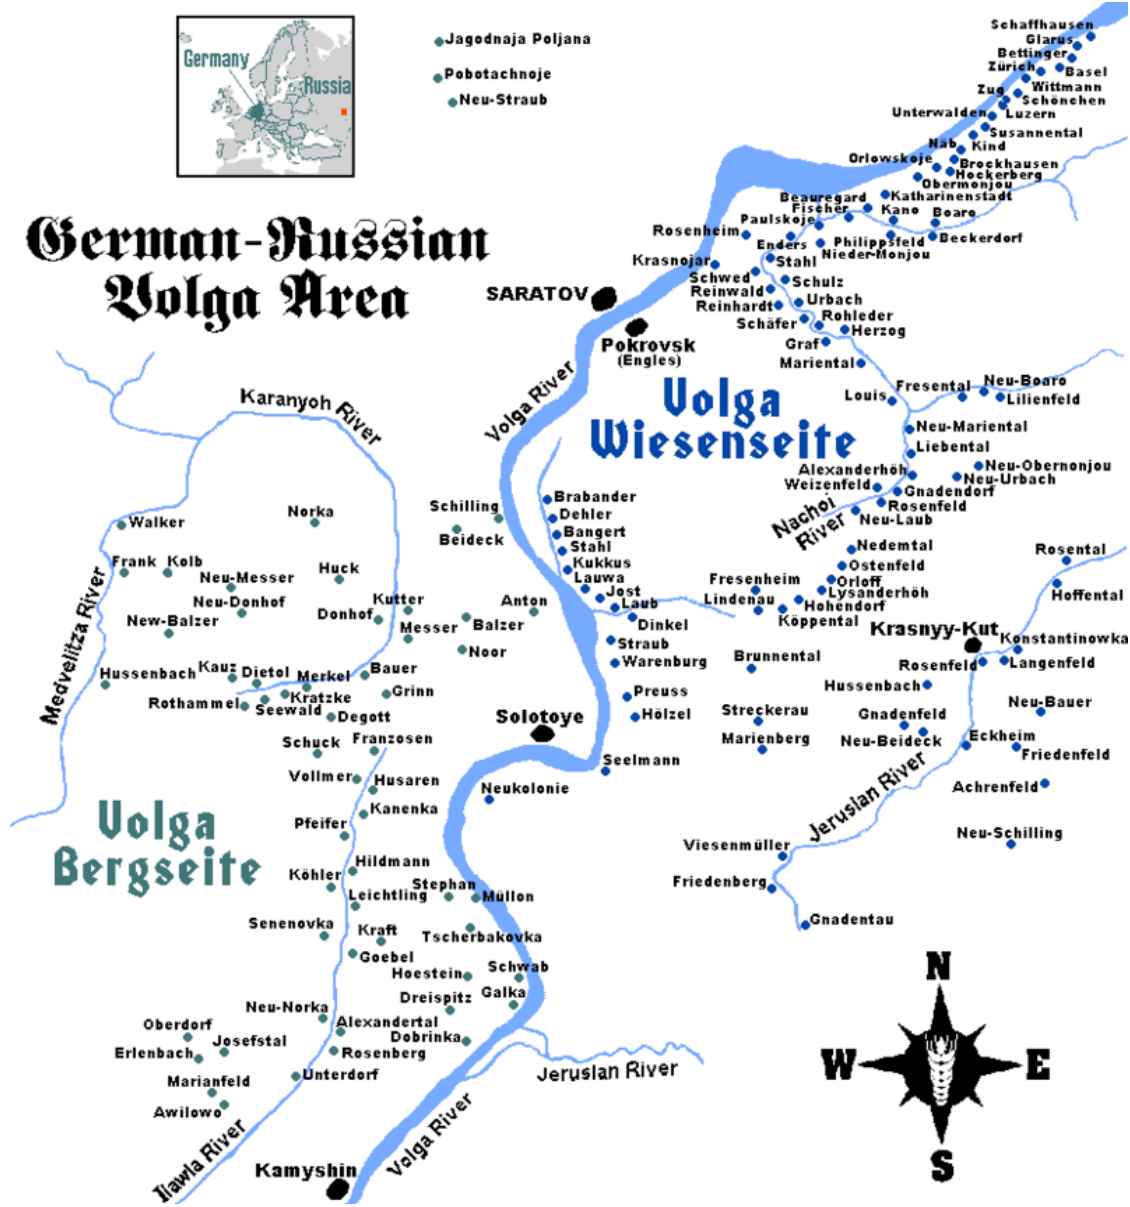 Germany
Russia
Jagodnaja Poljana
Pobotachnoje
Neu-Straub
German-Russian
Volga Area
Schaffhausen
Glarus
Bettinger
Zürich
Basel
Wittmann
Zug
Schönchen
Unterwalden
Luzern
Susannental
Näb
Kind
Orlowskoje
Brockhausen
Hockerberg
Obermonjou
Katharinenstadt
Beauregard
Fischer
Kano
Boaro
Paulskoje
Rosenheim
Enders
Philippsfeld
Beckerdorf
Nieder-Monjou
Krasnojar
Stahl
Schwed
Schulz
Reinwald
SARATOV
Reinhardt
Urbach
Schäfer
Rohleder
Herzog
Pokrovsk
(Engles)
Graf
Mariental
Volga River
Volga
Wiesenseite
Karanyoh River
Louis
Fresental
Neu-Boaro
Lilienfeld
Neu-Mariental
Liebental
Alexanderhöh
Neu-Obernonjou
Weizenfeld
Neu-Urbach
Gnadendorf
Rosenfeld
Nachoi
River
Neu-Laub
Brabander
Dehler
Bangert
Stahl
Kukkus
Lauwa
Jost
Laub
Dinkel
Straub
Warenburg
Preuss
Hölzel
Seelmann
Neukolonie
Schilling
Beideck
Walker
Norka
Frank
Kolb
Neu-Messer
Huck
Neu-Donhof
Donhof
Kutter
Anton
New-Balzer
Messer
Balzer
Noor
Medvelitza River
Hussenbach
Kauz
Dietol
Merkel
Bauer
Rothammel
Seewald
Kratzke
Grinn
Degott
Solotoye
Schuck
Franzosen
Vollmer
Husaren
Kanenka
Pfeifer
Volga
Bergseite
Nedemtal
Ostenfeld
Rosental
Fresenheim
Orloff
Lysanderhöh
Hoffental
Lindenau
Hohendorf
Köppental
Krasnyy-Kut
Konstantinowka
Brunnental
Rosenfeld
Langenfeld
Hussenbach
Streckerau
Gnadenfeld
Neu-Bauer
Marienberg
Neu-Beideck
Eckheim
Friedenfeld
Jeruslan River
Achrenfeld
Neu-Schilling
Viesenmüller
Friedenberg
Gnadentau
Hildmann
Köhler
Stephan
Müllon
Leichtling
Senenovka
Kraft
Tscherbakovka
Goebel
Hoestein
Schwab
Dreispitz
Galka
Neu-Norka
Oberdorf
Alexandertal
Dobrinka
Josefstal
Erlenbach
Rosenberg
Unterdorf
Marianfeld
Awilowo
Jeruslan River
Ilawla River
Volga River
Kamyshin
N
W
E
S